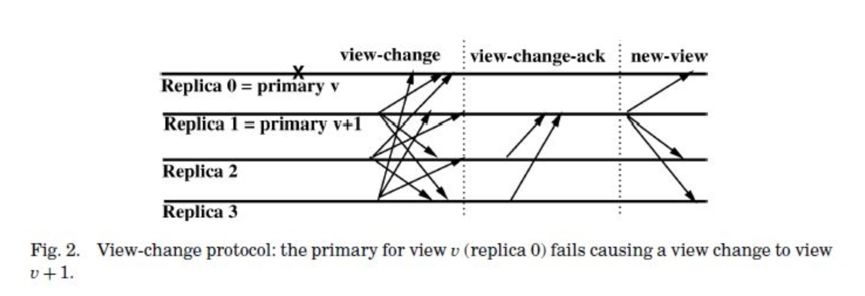 view-change view-change-ack new-view
X
Replica 0 = primary v
Replica 1 = primary v+1
Replica 2
Replica 3
Fig. 2. View-change protocol: the primary for view v (replica 0) fails causing a view change to view
v + 1.